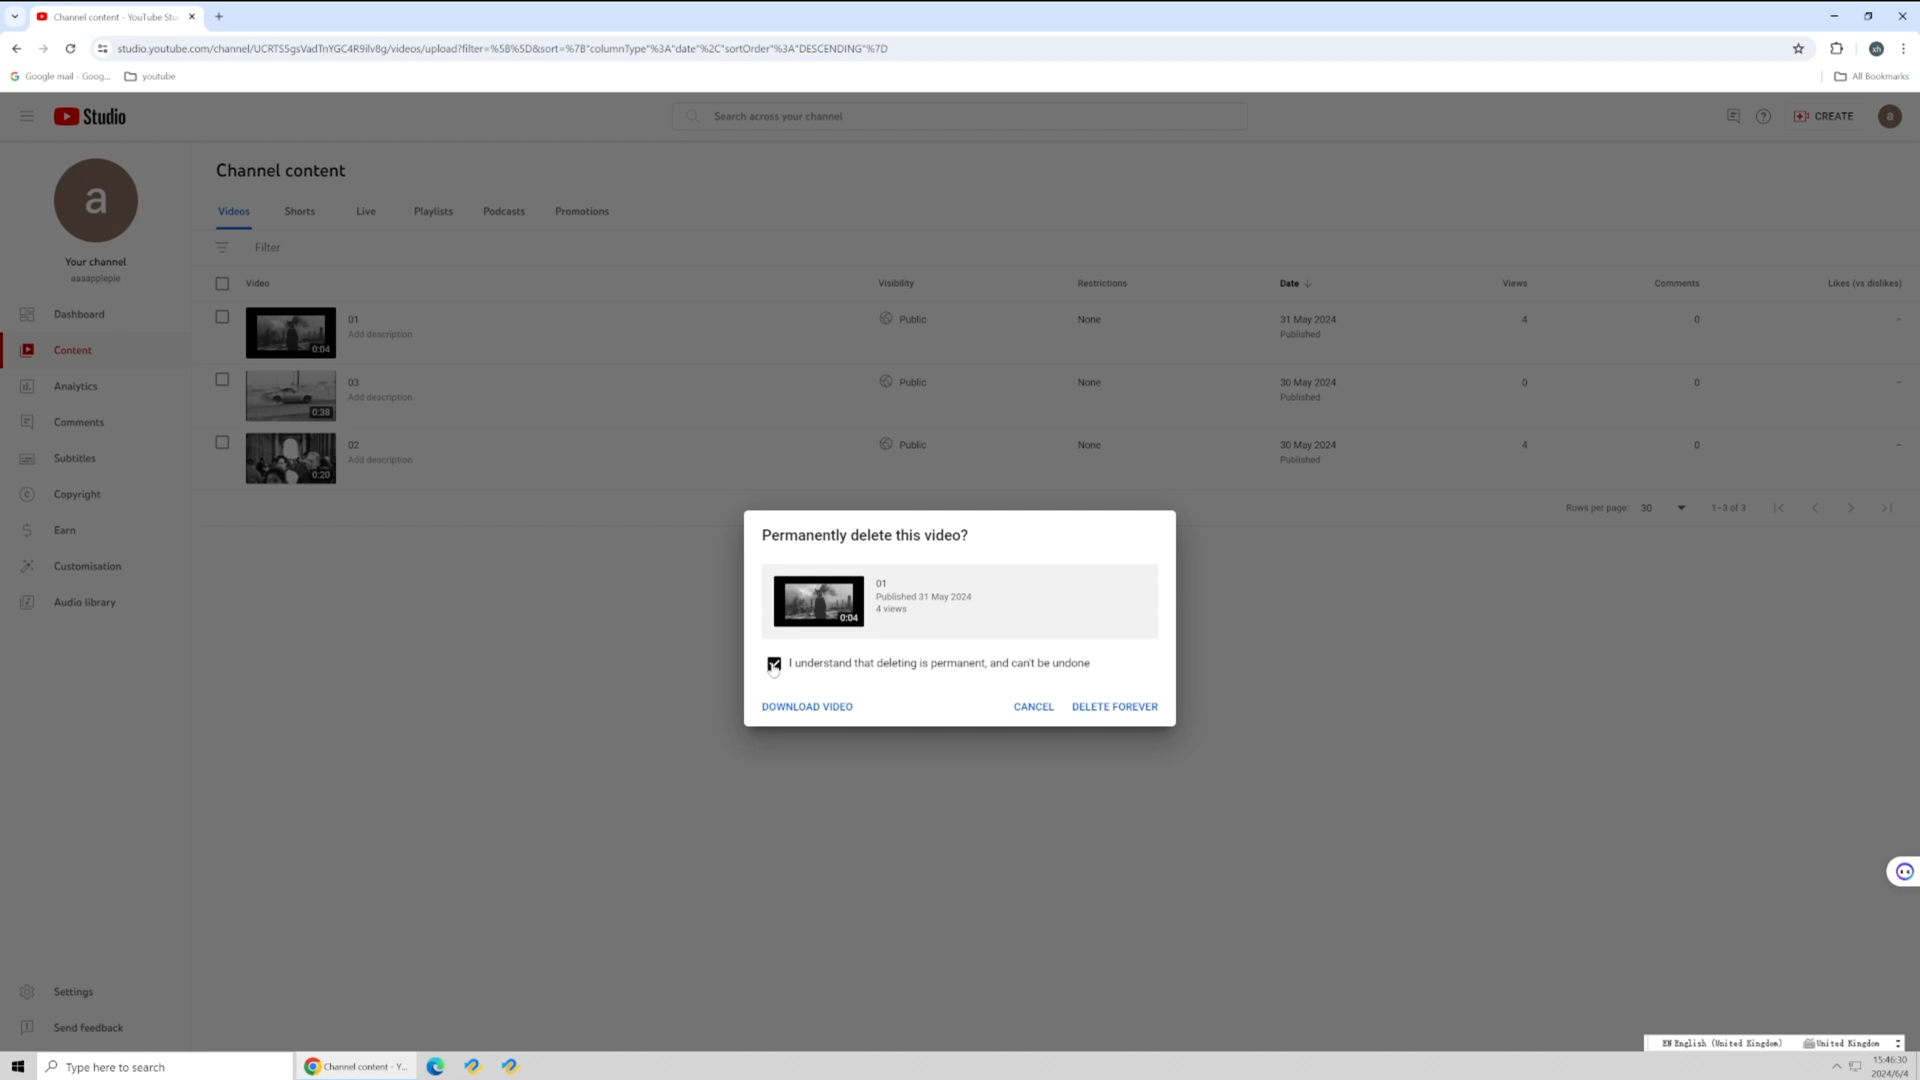 Channel content - YouTube Stu
studio.youtube.com/channel/UCRTS5gsVadTnYGC4R9ilv8g/videos/upload?filter=%5B%5D&sort=%7B"columnType"%3A"date"%2C"sortOrder"%3A"DESCENDING"%7D
xh
Google mail - Goog...
youtube
All Bookmarks
Studio
Search across your channel
CREATE
a
a
Your channel
aaaapplepie
Dashboard
Content
Analytics
Comments
Subtitles
Copyright
Earn
Customisation
Audio library
Settings
Send feedback
Channel content
Videos Shorts Live Playlists Podcasts Promotions
Filter
Video Visibility Restrictions Date Views Comments Likes (vs dislikes)
0:04 01 Public None 31 May 2024 4 0 –
Add description Published
0:38 03 Public None 30 May 2024 0 0 –
Add description Published
0:20 02 Public None 30 May 2024 4 0 –
Add description Published
Rows per page: 30 1–3 of 3
Permanently delete this video?
0:04
01
Published 31 May 2024
4 views
I understand that deleting is permanent, and can't be undone
DOWNLOAD VIDEO CANCEL DELETE FOREVER
EN English (United Kingdom) United Kingdom
Type here to search
Channel content - Y...
15:46:30
2024/6/4